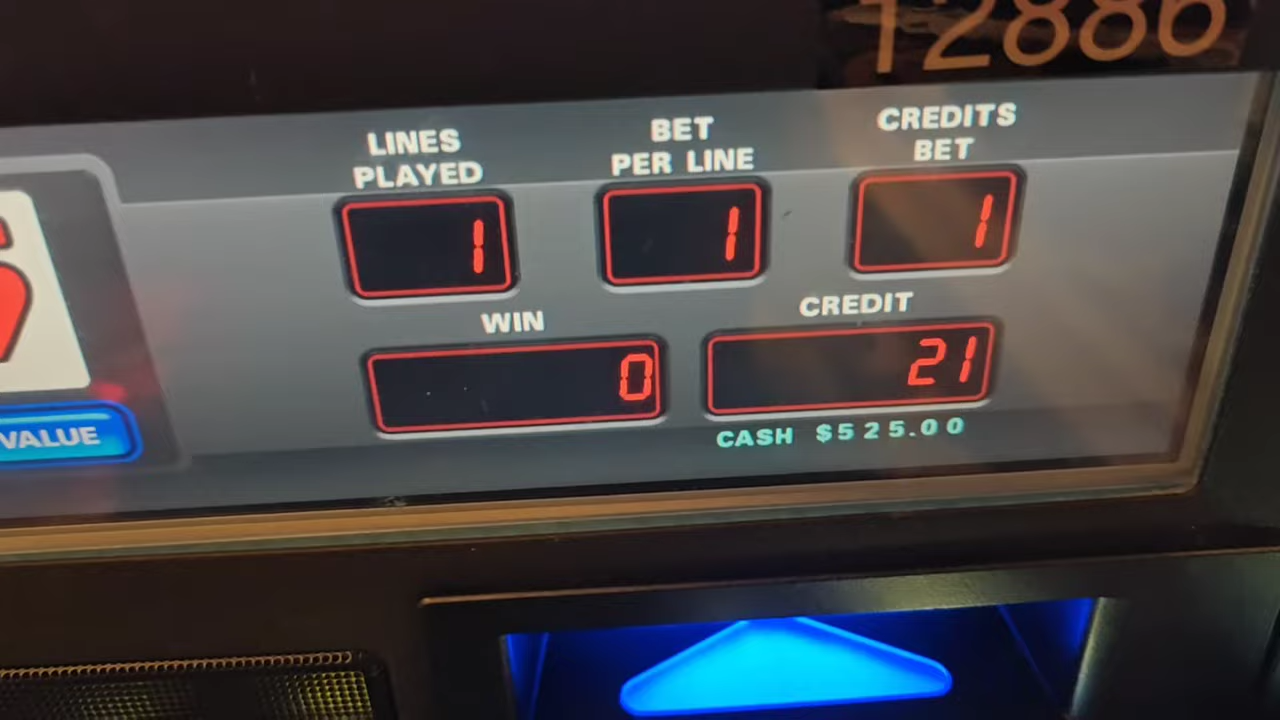 12886
LINES
PLAYED
BET
PER LINE
CREDITS
BET
1
1
1
WIN
CREDIT
0
21
VALUE
CASH $525.00